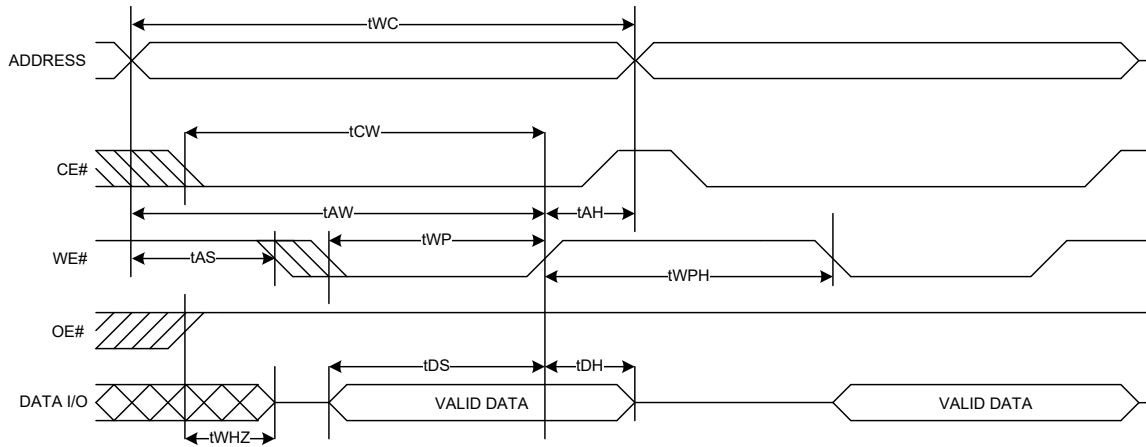 tWC
ADDRESS
tCW
CE#
tAW
tAH
WE#
tAS
tWP
tWPH
OE#
tDS
tDH
DATA I/O
VALID DATA
VALID DATA
tWHZ